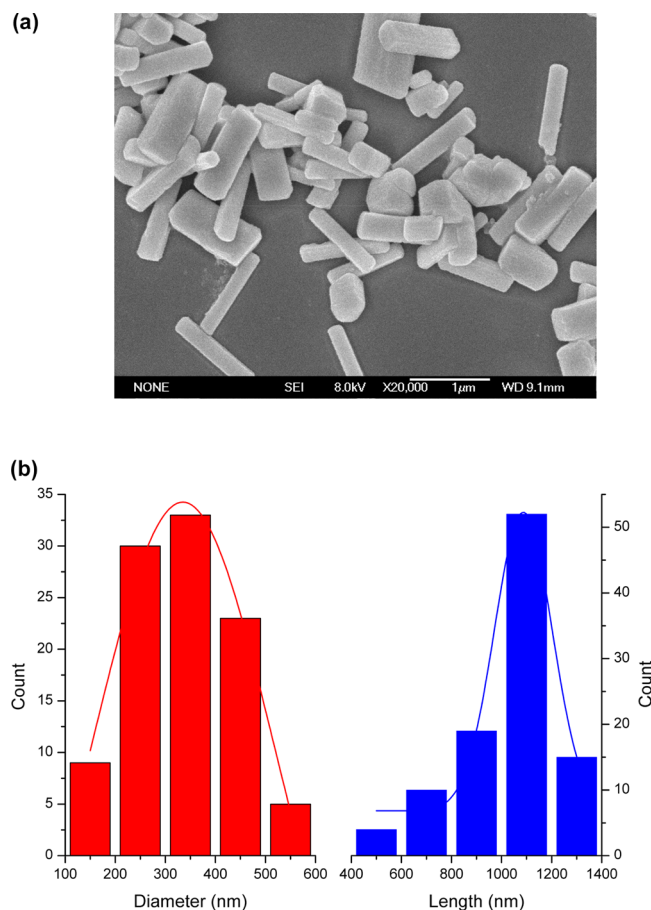 (a)
NONE SEI 8.0kV X20,000 1μm WD 9.1mm
(b)
35
30
25
20
15
10
5
0
Count
100 200 300 400 500 600
Diameter (nm)
50
40
30
20
10
0
Count
400 600 800 1000 1200 1400
Length (nm)